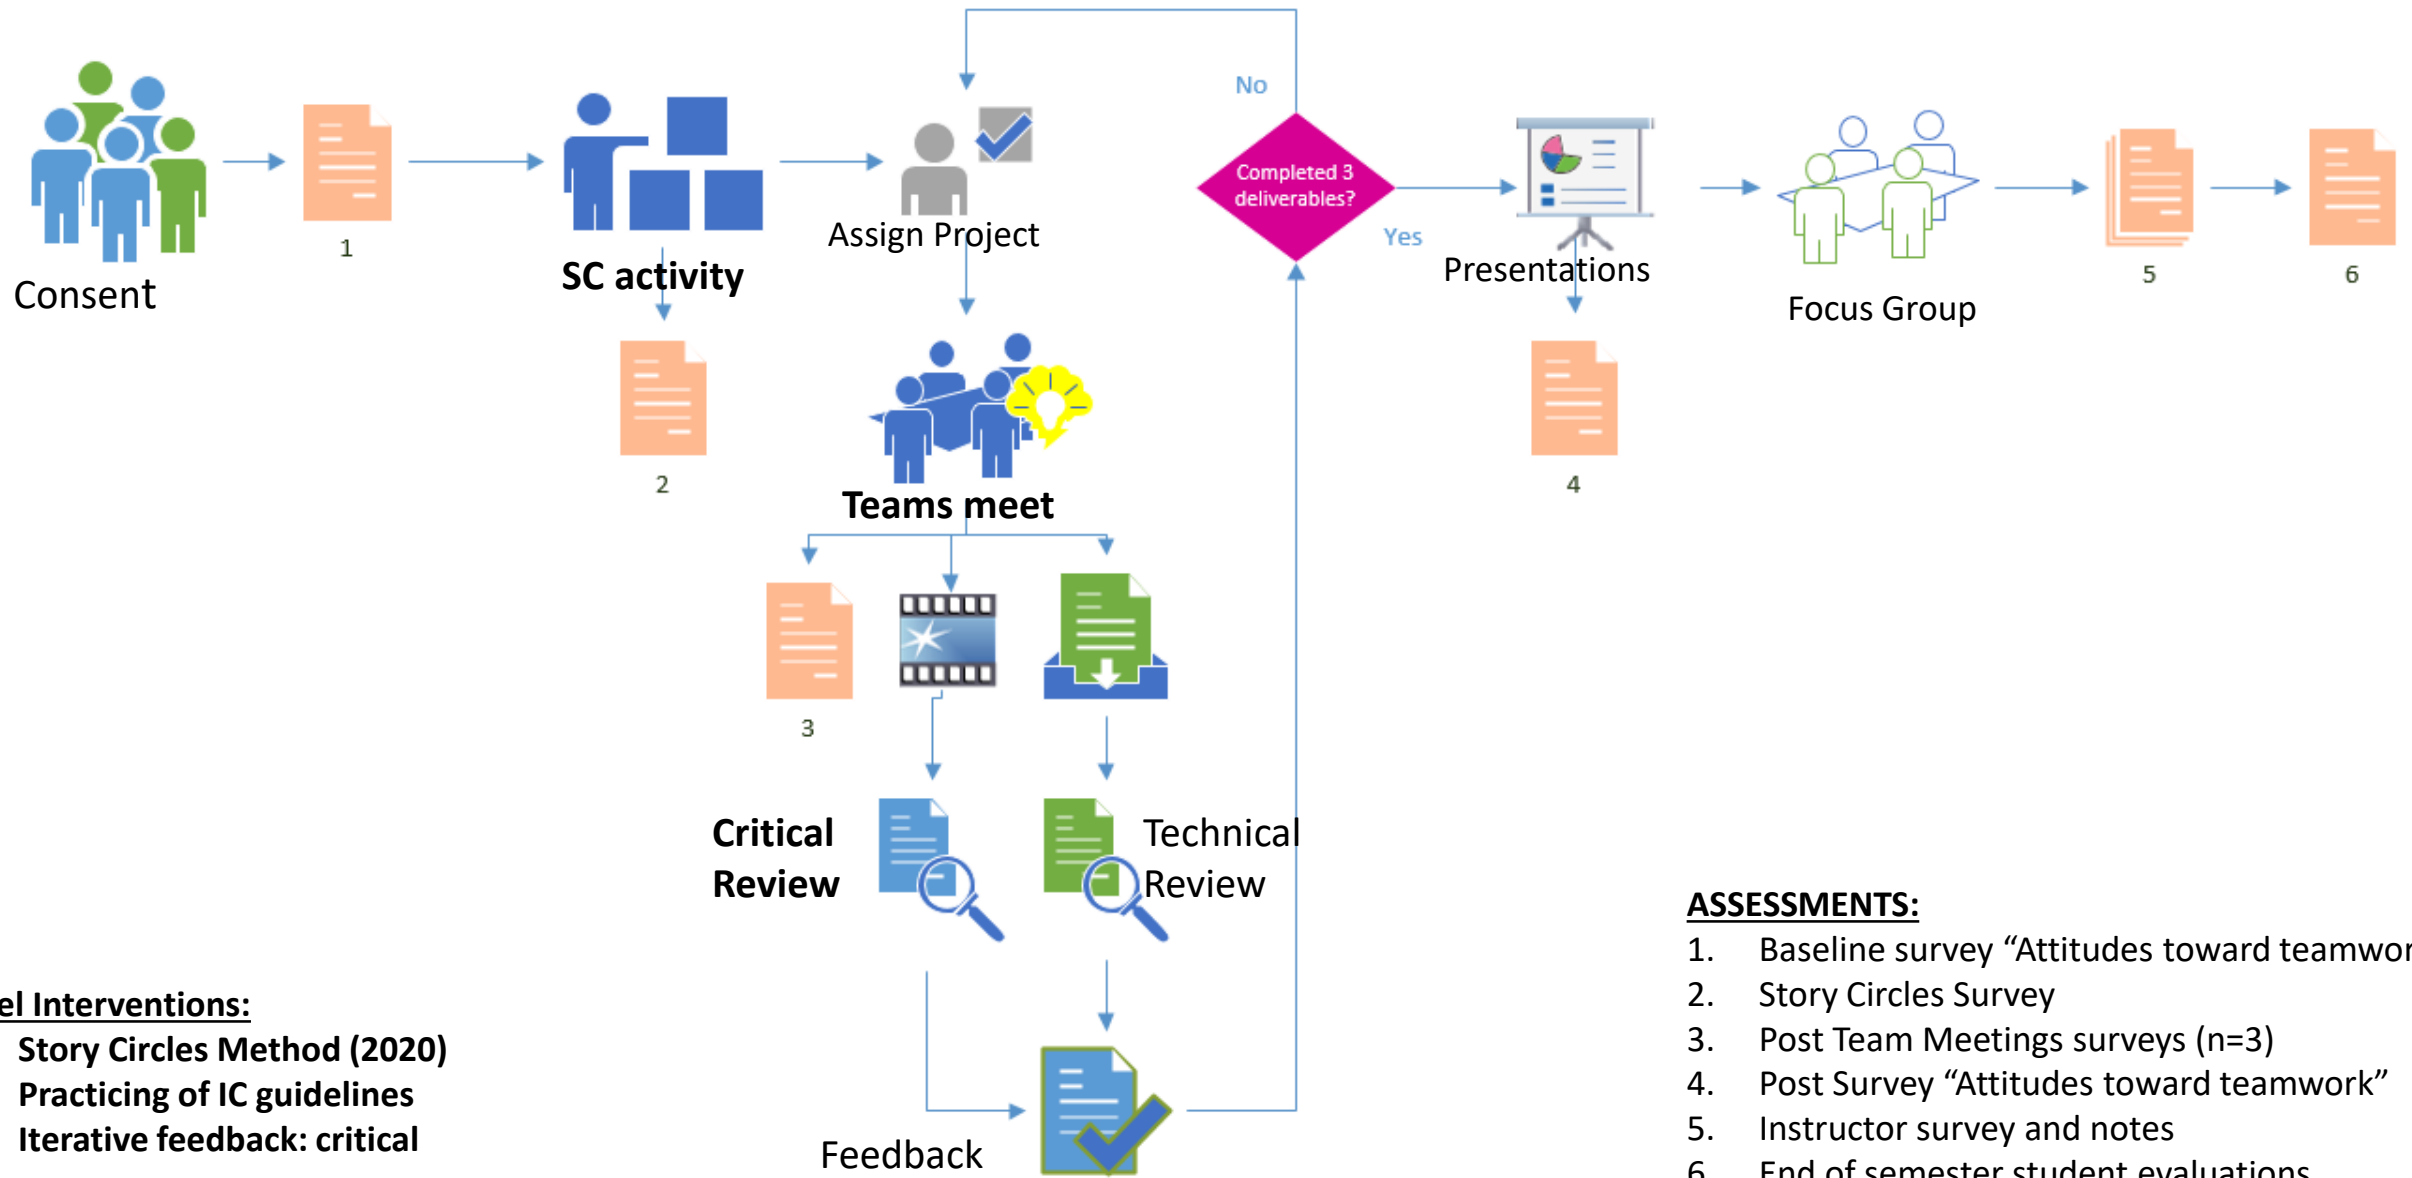 No
Completed 3
deliverables?
Yes
Consent
1
SC activity
2
Assign Project
Teams meet
3
Critical
Review
Technical
Review
Feedback
Presentations
4
Focus Group
5
6
el Interventions:
Story Circles Method (2020)
Practicing of IC guidelines
Iterative feedback: critical
ASSESSMENTS:
1. Baseline survey “Attitudes toward teamwor
2. Story Circles Survey
3. Post Team Meetings surveys (n=3)
4. Post Survey “Attitudes toward teamwork”
5. Instructor survey and notes
6. End of semester student evaluations